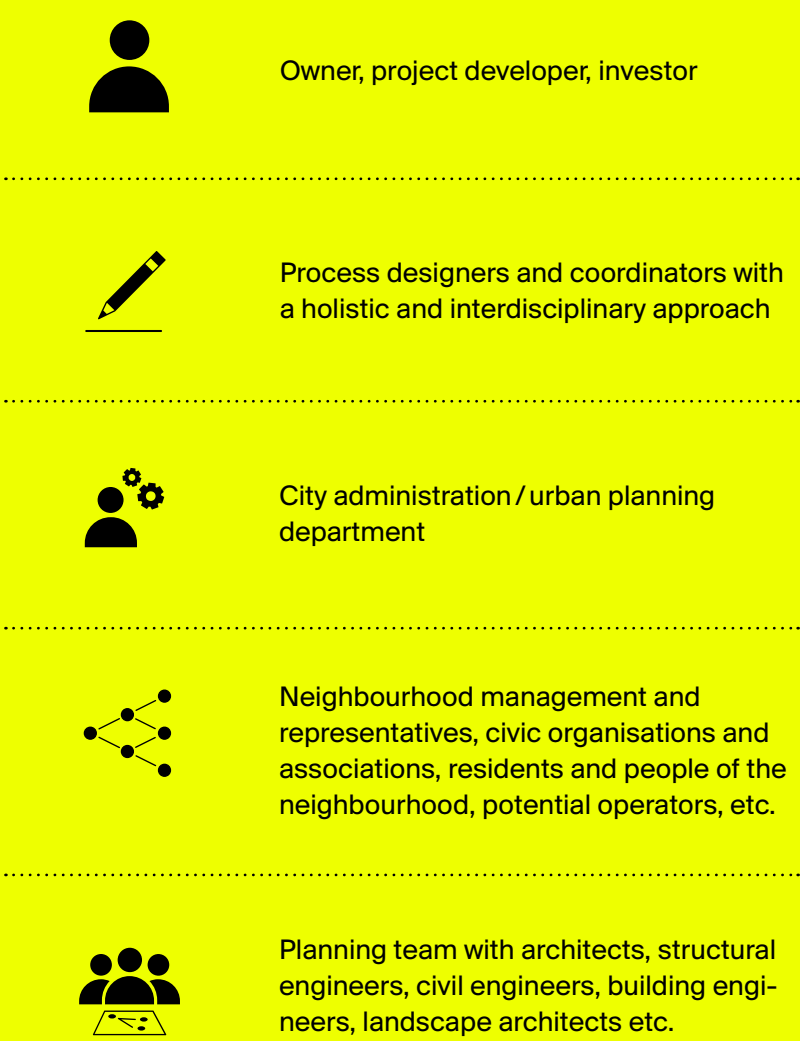 Owner, project developer, investor
Process designers and coordinators with
a holistic and interdisciplinary approach
City administration / urban planning
department
Neighbourhood management and
representatives, civic organisations and
associations, residents and people of the
neighbourhood, potential operators, etc.
Planning team with architects, structural
engineers, civil engineers, building engi-
neers, landscape architects etc.